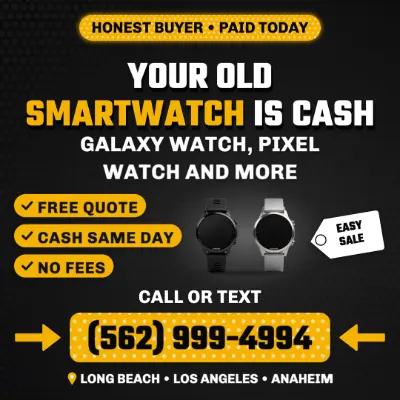 HONEST BUYER • PAID TODAY
YOUR OLD
SMARTWATCH IS CASH
GALAXY WATCH, PIXEL
WATCH AND MORE
FREE QUOTE
CASH SAME DAY
NO FEES
EASY
SALE
CALL OR TEXT
(562) 999-4994
LONG BEACH • LOS ANGELES • ANAHEIM